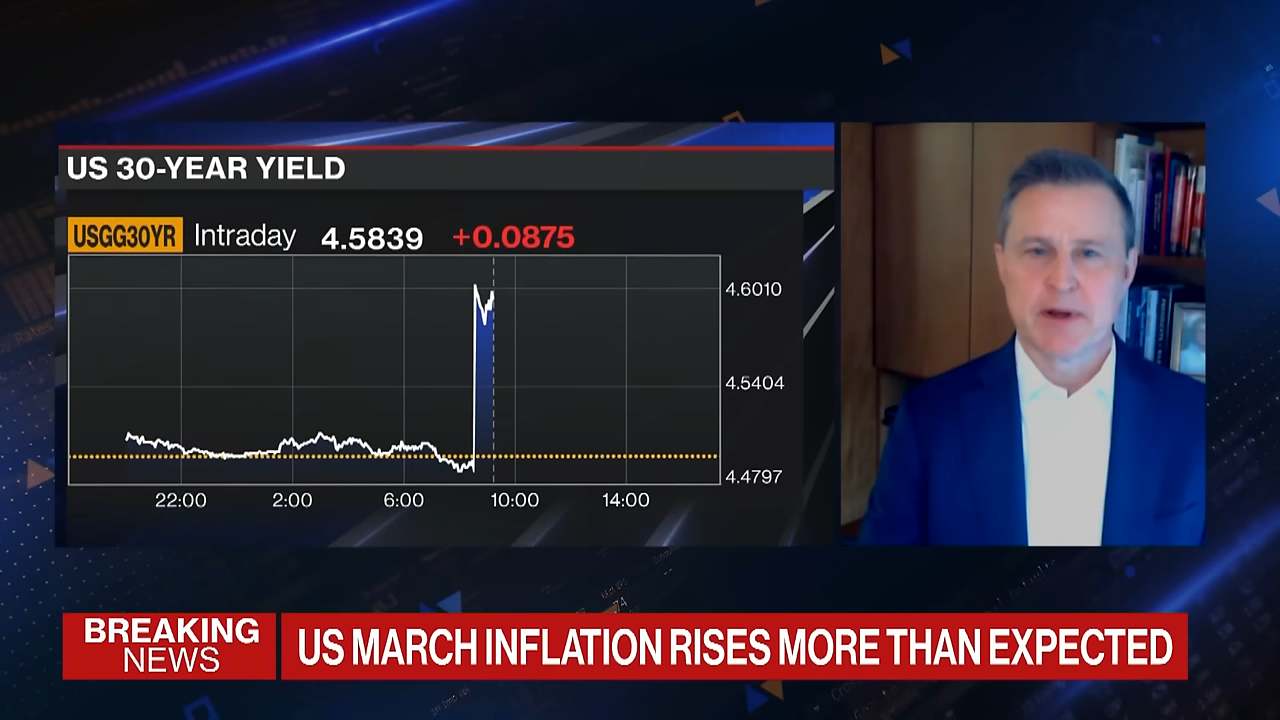 US 30-YEAR YIELD
USGG30YR Intraday 4.5839 +0.0875
4.6010
4.5404
4.4797
22:00 2:00 6:00 10:00 14:00
BREAKING
NEWS
US MARCH INFLATION RISES MORE THAN EXPECTED